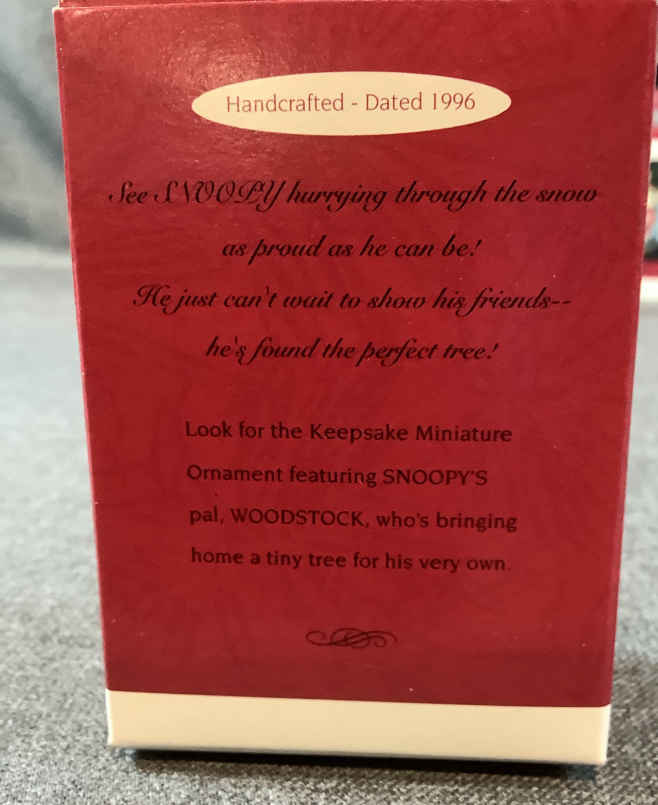 Handcrafted - Dated 1996
See SNOOPY hurrying through the snow
as proud as he can be!
He just can't wait to show his friends--
he's found the perfect tree!
Look for the Keepsake Miniature
Ornament featuring SNOOPY'S
pal, WOODSTOCK, who's bringing
home a tiny tree for his very own.